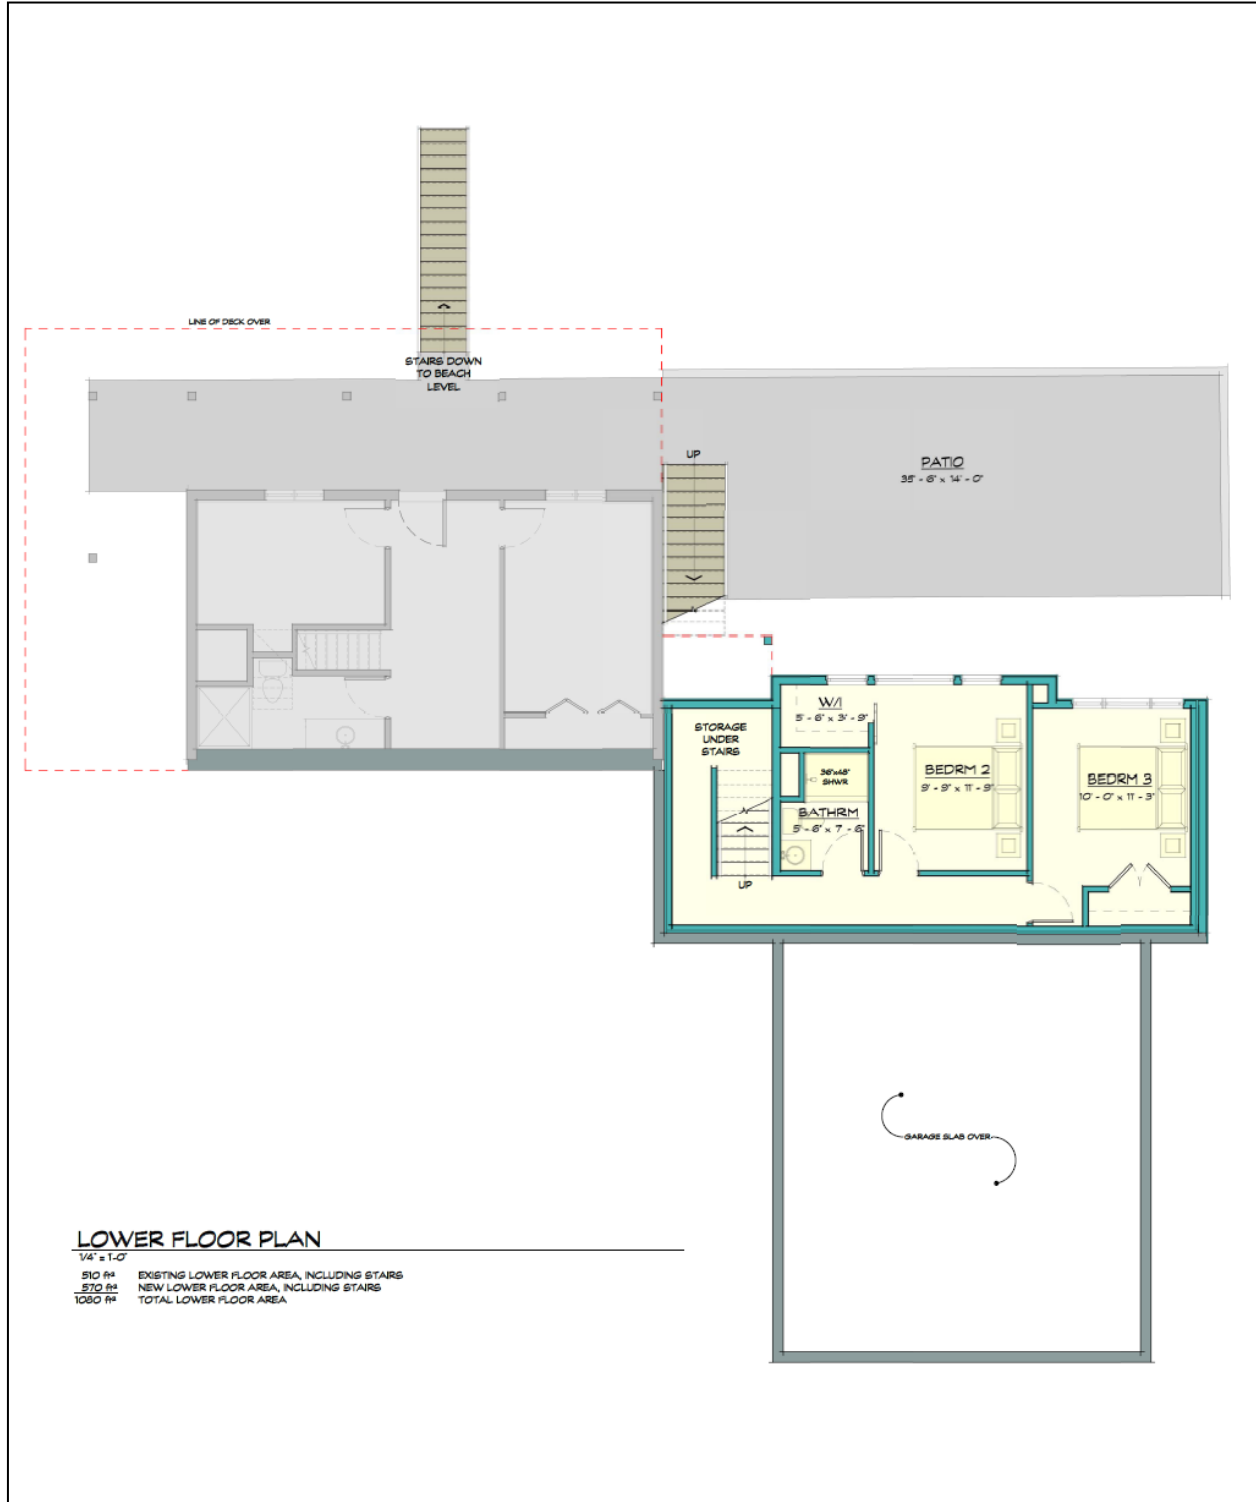 LINE OF DECK OVER
STAIRS DOWN
TO BEACH
LEVEL
UP
PATIO
35' - 6" x 14' - 0"
W/I
5' - 6" x 3' - 9"
STORAGE
UNDER
STAIRS
36"x48"
SHWR
BEDRM 2
9' - 9" x 11' - 9"
BEDRM 3
10' - 0" x 11' - 3"
BATHRM
5' - 6" x 7' - 6"
UP
GARAGE SLAB OVER
LOWER FLOOR PLAN
1/4" = 1'-0"
510 ft² EXISTING LOWER FLOOR AREA, INCLUDING STAIRS
570 ft² NEW LOWER FLOOR AREA, INCLUDING STAIRS
1080 ft² TOTAL LOWER FLOOR AREA